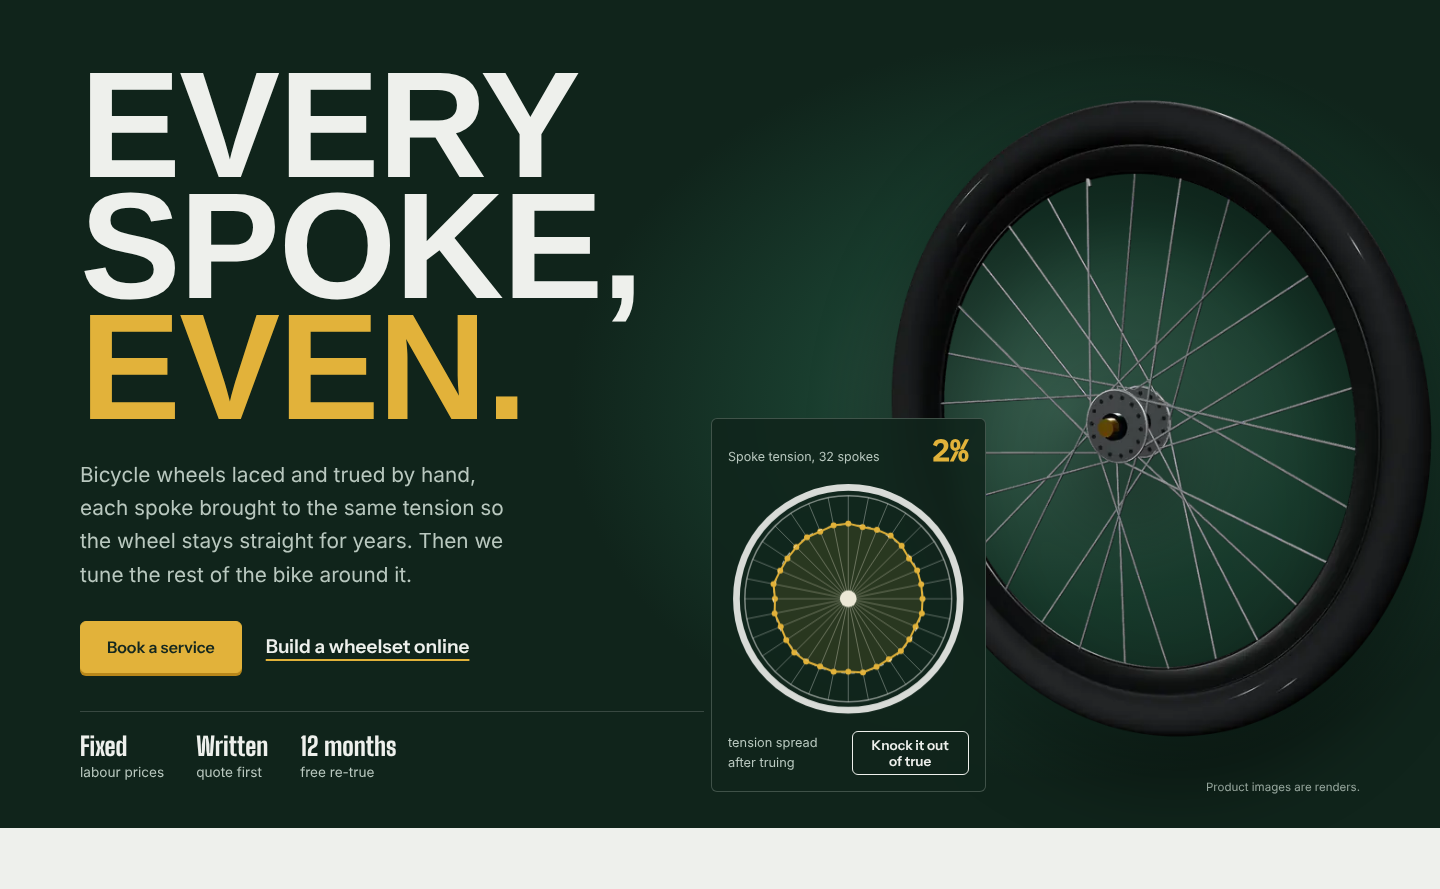 EVERY
SPOKE,
EVEN.
Bicycle wheels laced and trued by hand,
each spoke brought to the same tension so
the wheel stays straight for years. Then we
tune the rest of the bike around it.
Book a service
Build a wheelset online
Fixed
labour prices
Written
quote first
12 months
free re-true
Spoke tension, 32 spokes
2%
tension spread
after truing
Knock it out
of true
Product images are renders.